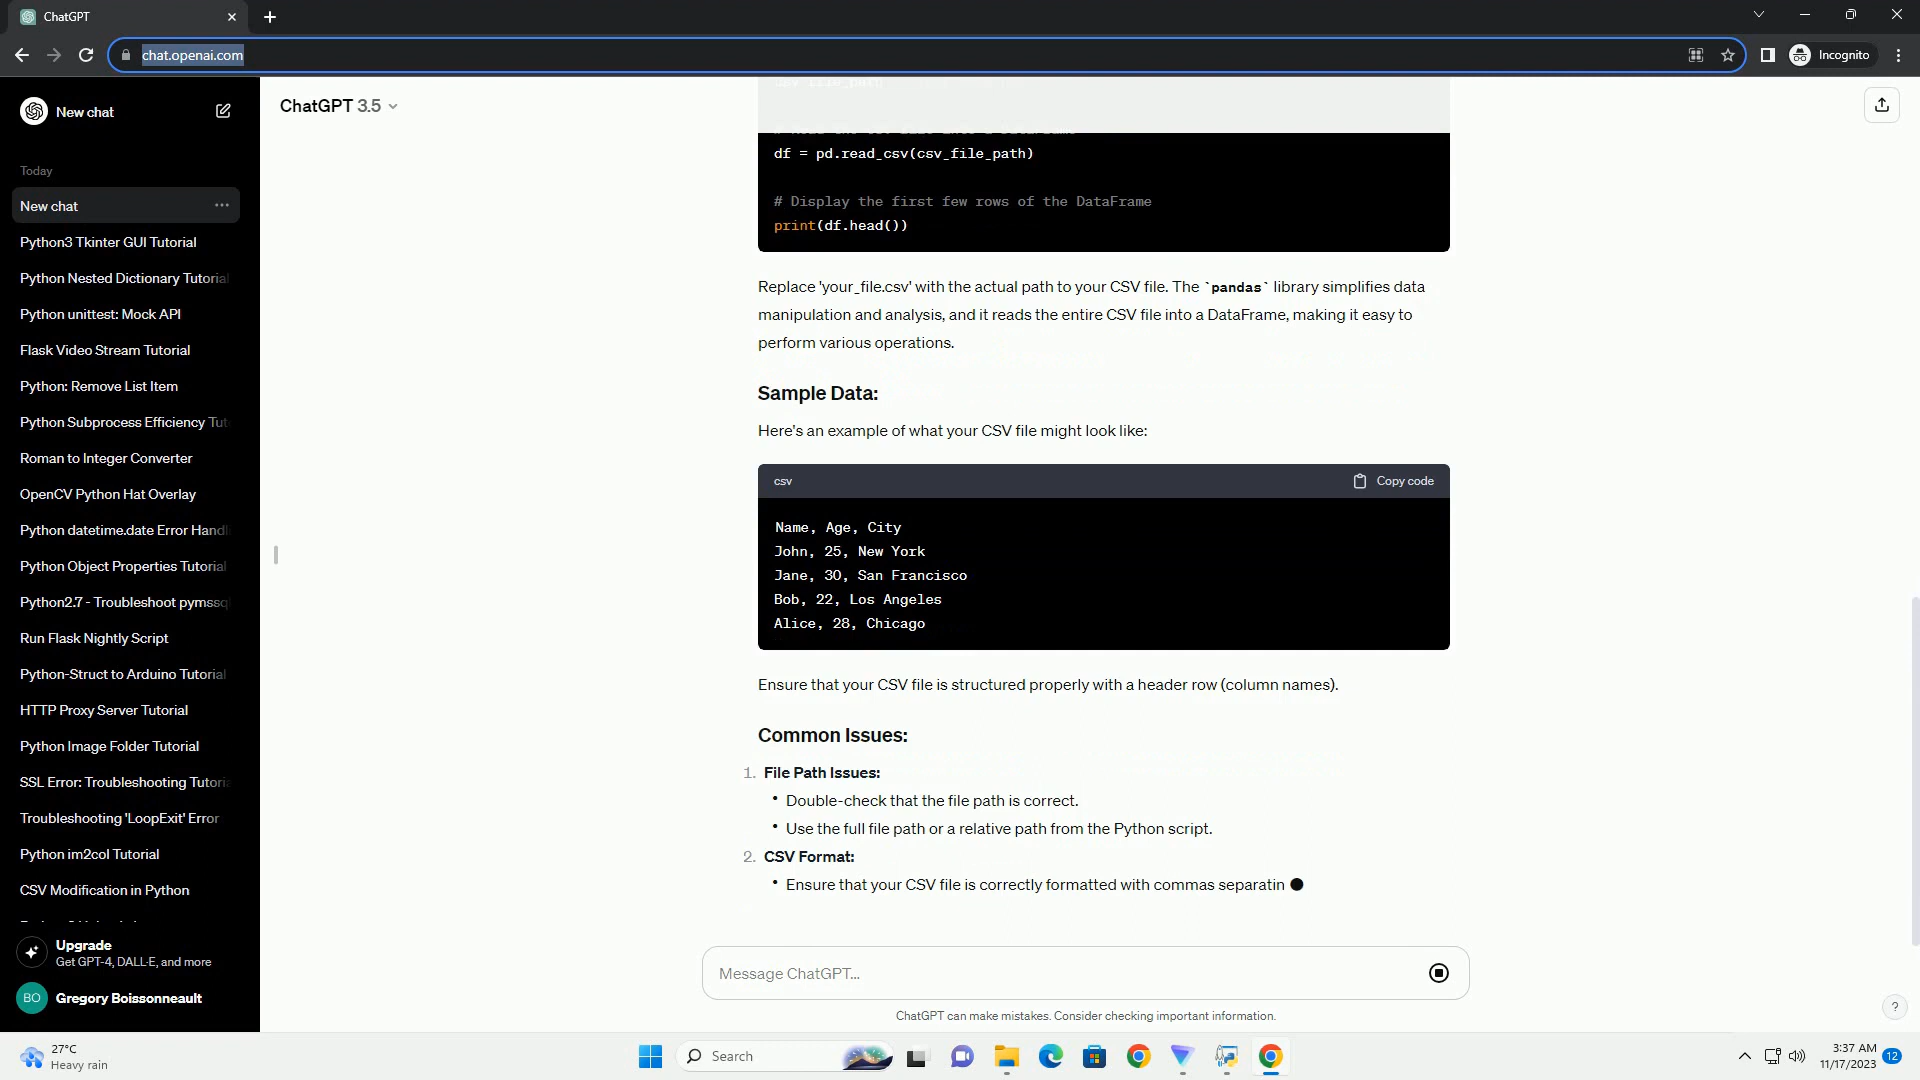 ChatGPT
chat.openai.com
Incognito
New chat
Today
New chat
Python3 Tkinter GUI Tutorial
Python Nested Dictionary Tutorial
Python unittest: Mock API
Flask Video Stream Tutorial
Python: Remove List Item
Python Subprocess Efficiency Tut
Roman to Integer Converter
OpenCV Python Hat Overlay
Python datetime.date Error Handl
Python Object Properties Tutorial
Python2.7 - Troubleshoot pymssq
Run Flask Nightly Script
Python-Struct to Arduino Tutorial
HTTP Proxy Server Tutorial
Python Image Folder Tutorial
SSL Error: Troubleshooting Tutoria
Troubleshooting 'LoopExit' Error
Python im2col Tutorial
CSV Modification in Python
Upgrade
Get GPT-4, DALL·E, and more
BO
Gregory Boissonneault
ChatGPT 3.5
df = pd.read_csv(csv_file_path)
# Display the first few rows of the DataFrame
print(df.head())
Replace 'your_file.csv' with the actual path to your CSV file. The `pandas` library simplifies data
manipulation and analysis, and it reads the entire CSV file into a DataFrame, making it easy to
perform various operations.
Sample Data:
Here's an example of what your CSV file might look like:
csv
Copy code
Name, Age, City
John, 25, New York
Jane, 30, San Francisco
Bob, 22, Los Angeles
Alice, 28, Chicago
Ensure that your CSV file is structured properly with a header row (column names).
Common Issues:
1. File Path Issues:
• Double-check that the file path is correct.
• Use the full file path or a relative path from the Python script.
2. CSV Format:
• Ensure that your CSV file is correctly formatted with commas separatin
Message ChatGPT...
ChatGPT can make mistakes. Consider checking important information.
?
27°C
Heavy rain
Search
3:37 AM
11/17/2023
12